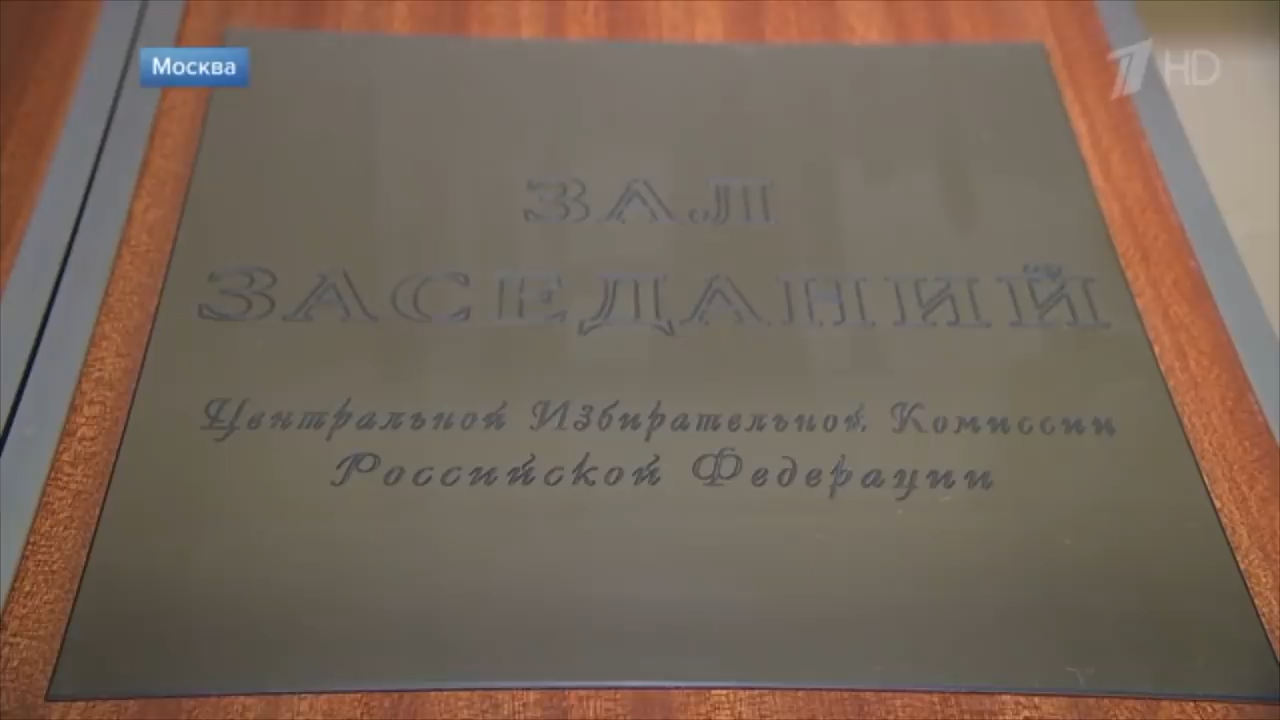 Москва
HD
ЗАЛ
ЗАСЕДАНИЙ
Центральной Избирательной Комиссии
Российской Федерации